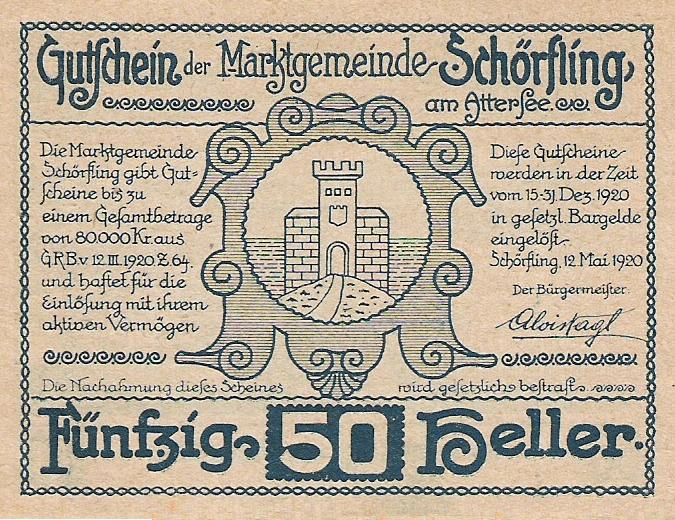 Gutschein der Marktgemeinde Schörfling
am Attersee.
Die Marktgemeinde
Schörfling gibt Gut=
scheine bis zu
einem Gesamtbetrage
von 80.000 Kr. aus
GRB v 12 III. 1920 Z. 64.
und haftet für die
Einlösung mit ihrem
aktiven Vermögen
Diese Gutscheine
werden in der Zeit
vom 15-31. Dez. 1920
in gesetzl. Bargelde
eingelöst.
Schörfling, 12 Mai 1920
Der Bürgermeister:
Alois Hagl
Die Nachahmung dieses Scheines wird gesetzlich bestraft.
Fünfzig 50 Heller.